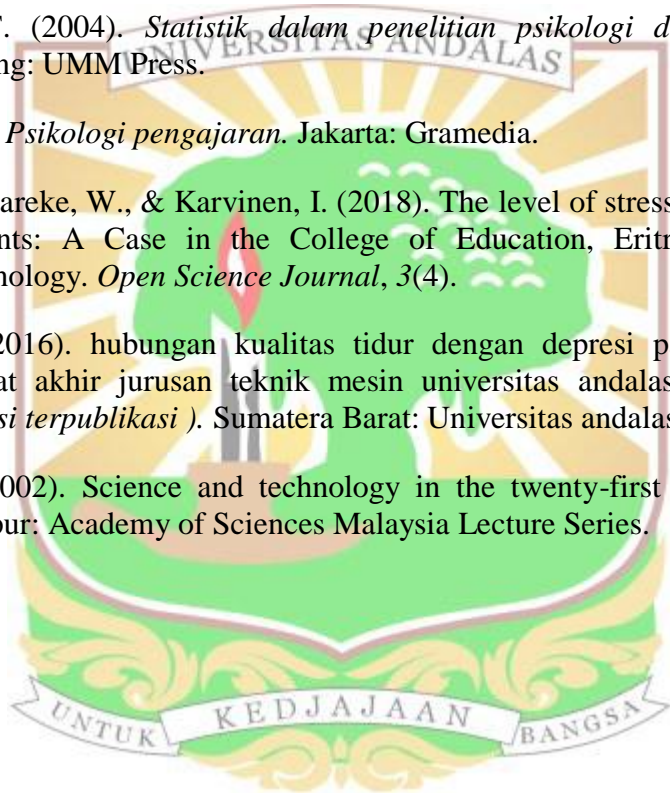 T. (2004). Statistik dalam penelitian psikologi d
UNIVERSITAS ANDALAS
ng: UMM Press.
Psikologi pengajaran. Jakarta: Gramedia.
areke, W., & Karvinen, I. (2018). The level of stress
nts: A Case in the College of Education, Eritr
nology. Open Science Journal, 3(4).
2016). hubungan kualitas tidur dengan depresi p
at akhir jurusan teknik mesin universitas andalas
si terpublikasi ). Sumatera Barat: Universitas andalas
002). Science and technology in the twenty-first
pur: Academy of Sciences Malaysia Lecture Series.
UNTUK KEDJAJAAN BANGSA